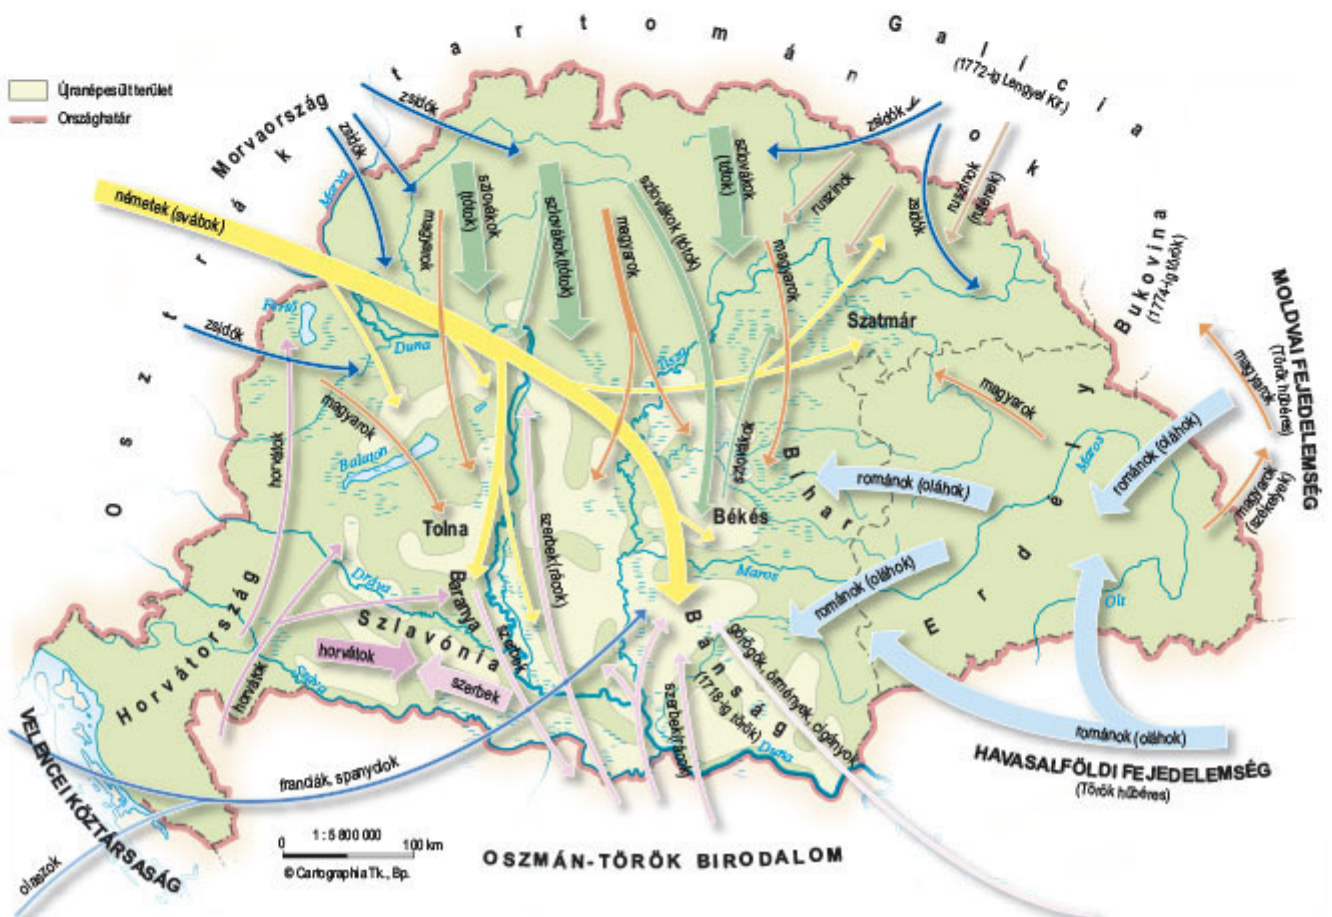 Osztrák tartományok
Galícia
(1772-ig Lengyel Kir.)
Újranépesült terület
Országhatár
Morvaország
zsidók
zsidók
zsidók
zsidók
zsidók
ruszinok
(rutének)
ruszinok
Morva
németek (svábok)
magyarok
szlovákok
(tótok)
szlovákok (tótok)
magyarok
szlovákok (tótok)
szlovákok
(tótok)
magyarok
Bukovina
(1774-ig török)
MOLDVAI FEJEDELEMSÉG
(Török hűbéres)
Fertő
zsidók
Duna
Tisza
Szatmár
magyarok
magyarok
magyarok
horvátok
Balaton
szlovákok
Bihar
románok (oláhok)
Maros
románok (oláhok)
magyarok
(székelyek)
Tolna
Békés
szerbek (rácok)
Erdély
Maros
Dráva
Baranya
románok (oláhok)
Olt
Horvátország
Szlavónia
szerbek
horvátok
szerbek
horvátok
Száva
Bánság
(1718-ig török)
görögök, örmények, cigányok
szerbek (rácok)
Duna
románok (oláhok)
HAVASALFÖLDI FEJEDELEMSÉG
(Török hűbéres)
VELENCEI KÖZTÁRSASÁG
franciák, spanyolok
olaszok
1 : 5 800 000
0 100 km
© Cartographia Tk., Bp.
OSZMÁN-TÖRÖK BIRODALOM